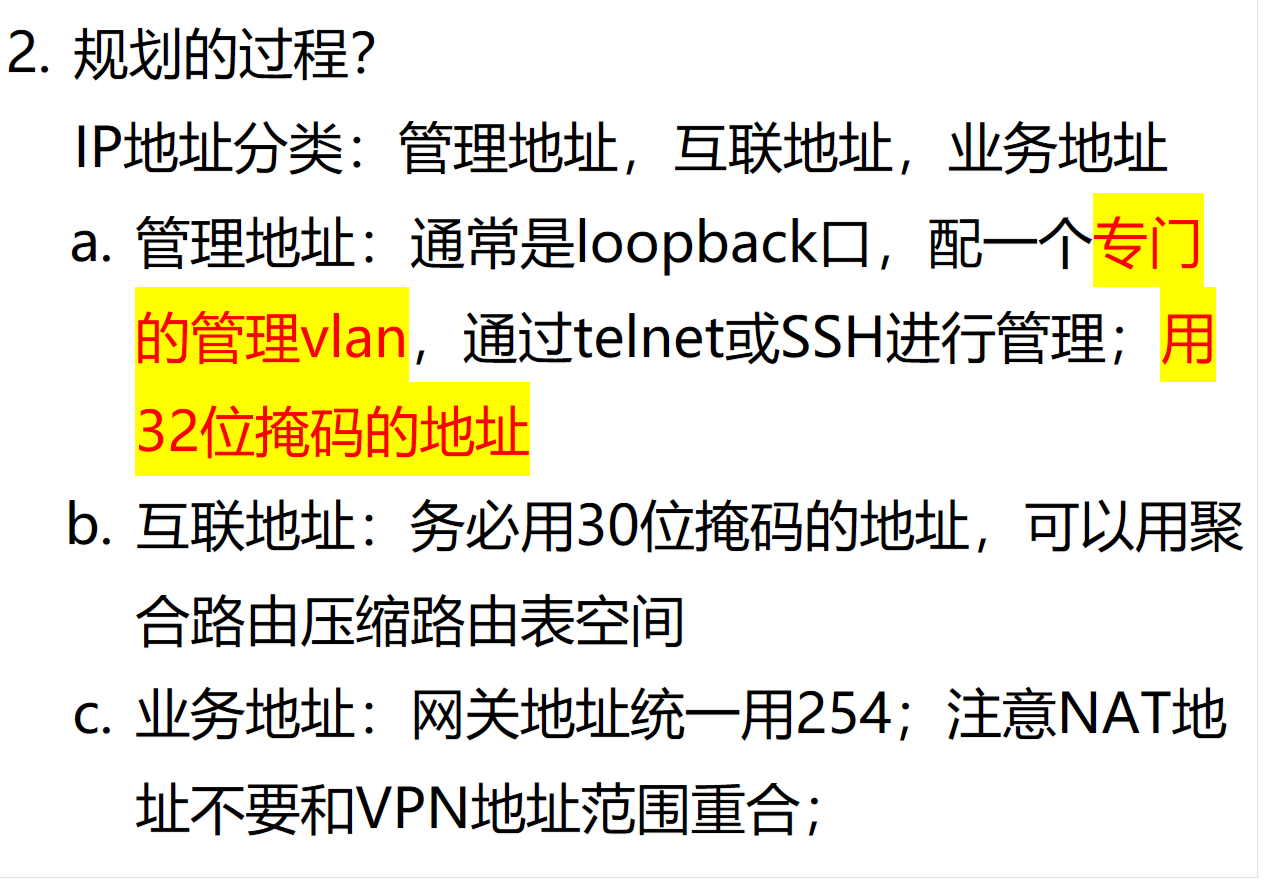 2. 规划的过程？
IP地址分类：管理地址，互联地址，业务地址
a. 管理地址：通常是loopback口，配一个专门
的管理vlan，通过telnet或SSH进行管理；用
32位掩码的地址
b. 互联地址：务必用30位掩码的地址，可以用聚
合路由压缩路由表空间
c. 业务地址：网关地址统一用254；注意NAT地
址不要和VPN地址范围重合；